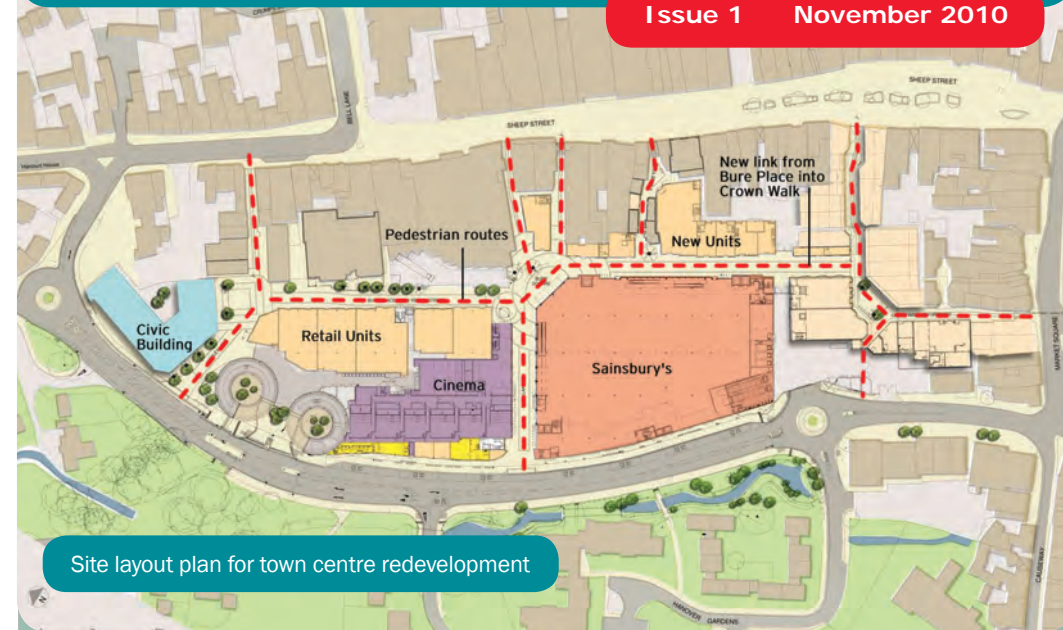 Issue 1 November 2010
SHEEP STREET
BELL LANE
SHEEP STREET
New link from
Bure Place into
Crown Walk
Pedestrian routes
New Units
Civic
Building
Retail Units
Cinema
Sainsbury's
MARKET SQUARE
Site layout plan for town centre redevelopment
HANOVER GARDENS
CAUSEWAY
N